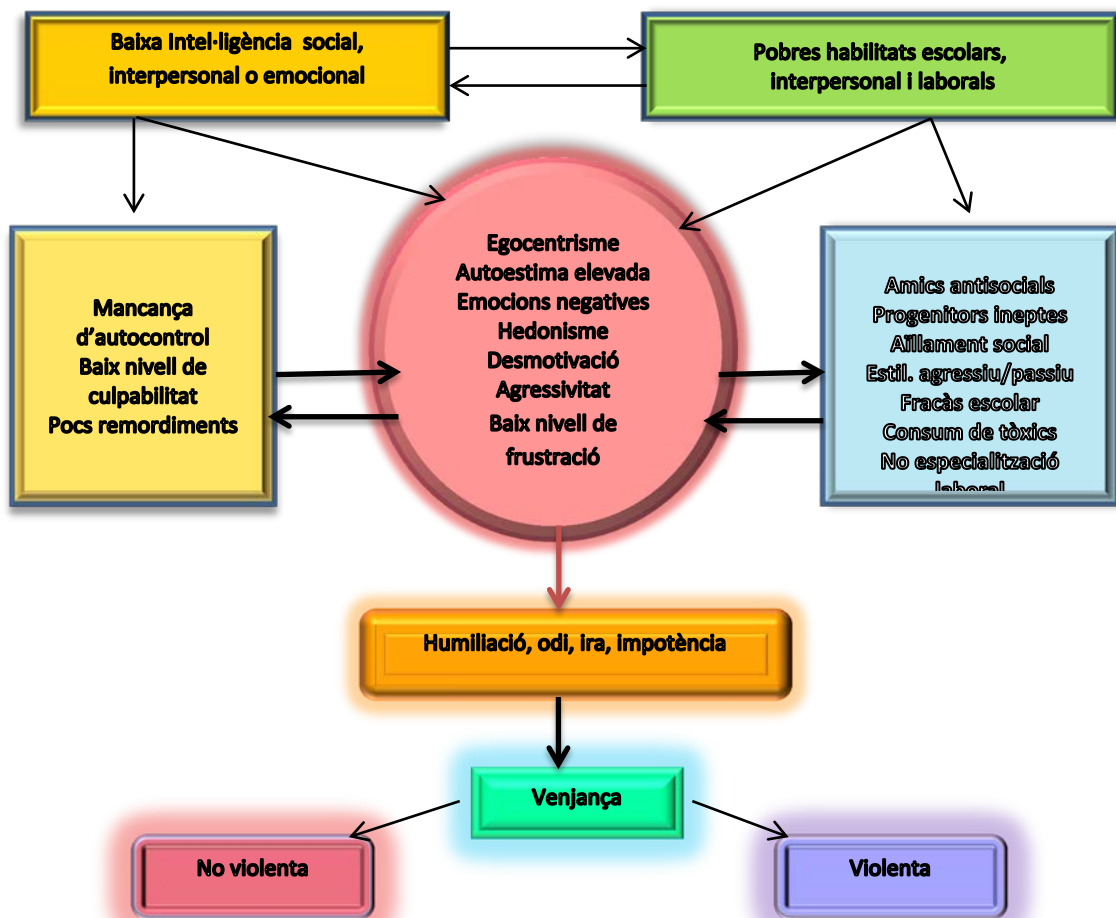 Baixa Intel·ligència social,
interpersonal o emocional
Pobres habilitats escolars,
interpersonal i laborals
Mancança
d'autocontrol
Baix nivell de
culpabilitat
Pocs remordiments
Egocentrisme
Autoestima elevada
Emocions negatives
Hedonisme
Desmotivació
Agressivitat
Baix nivell de
frustració
Amics antisocials
Progenitors ineptes
Aïllament social
Estil. agressiu/passiu
Fracàs escolar
Consum de tòxics
No especialització
laboral
Humiliació, odi, ira, impotència
Venjança
No violenta
Violenta